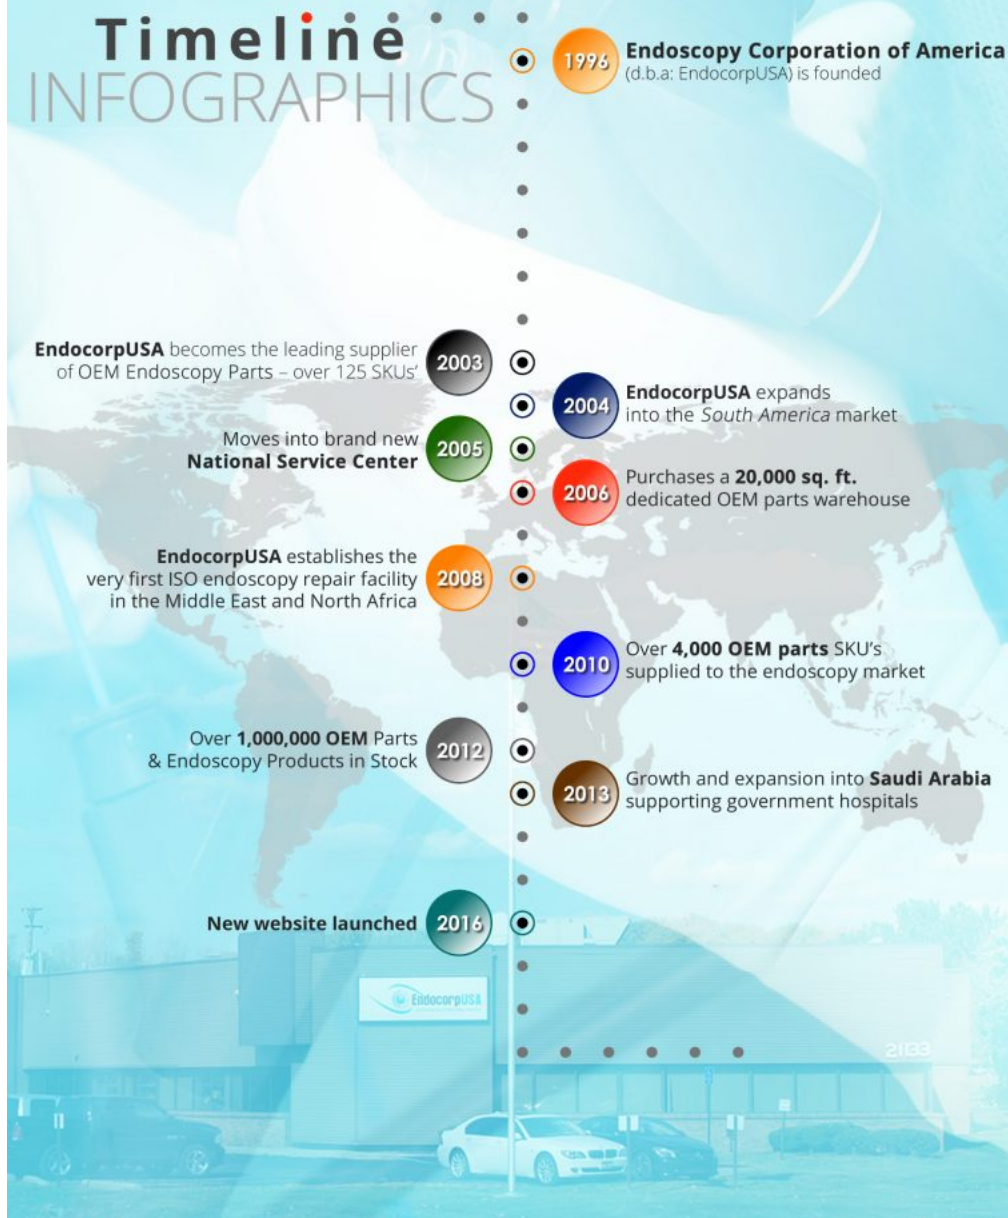 Timeline
INFOGRAPHICS
1996
Endoscopy Corporation of America
(d.b.a: EndocorpUSA) is founded
EndocorpUSA becomes the leading supplier
of OEM Endoscopy Parts – over 125 SKUs'
2003
2004
EndocorpUSA expands
into the South America market
Moves into brand new
National Service Center
2005
2006
Purchases a 20,000 sq. ft.
dedicated OEM parts warehouse
EndocorpUSA establishes the
very first ISO endoscopy repair facility
in the Middle East and North Africa
2008
2010
Over 4,000 OEM parts SKU's
supplied to the endoscopy market
Over 1,000,000 OEM Parts
& Endoscopy Products in Stock
2012
2013
Growth and expansion into Saudi Arabia
supporting government hospitals
New website launched
2016
EndocorpUSA
2133